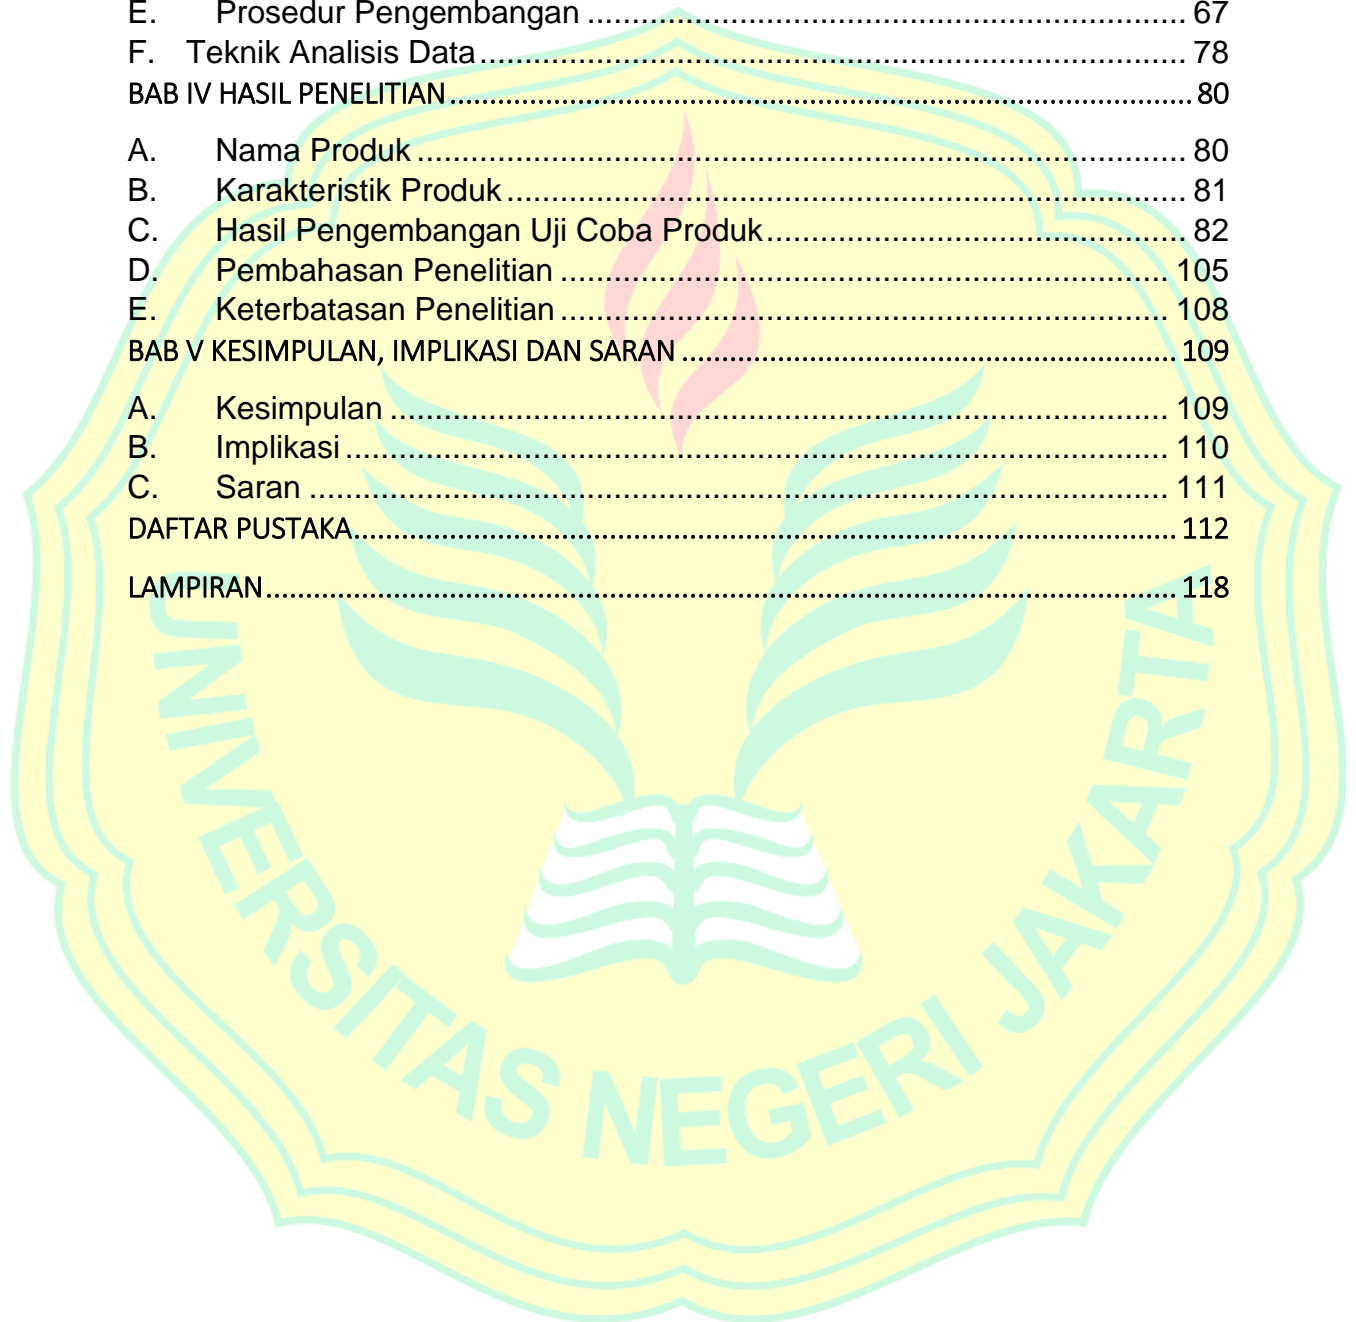 E. Prosedur Pengembangan ................................................................... 67
F. Teknik Analisis Data ............................................................................... 78
BAB IV HASIL PENELITIAN ............................................................................................ 80
A. Nama Produk ...................................................................................... 80
B. Karakteristik Produk ............................................................................ 81
C. Hasil Pengembangan Uji Coba Produk ............................................... 82
D. Pembahasan Penelitian .................................................................... 105
E. Keterbatasan Penelitian .................................................................... 108
BAB V KESIMPULAN, IMPLIKASI DAN SARAN ............................................................. 109
A. Kesimpulan ....................................................................................... 109
B. Implikasi ............................................................................................ 110
C. Saran ................................................................................................ 111
DAFTAR PUSTAKA ...................................................................................................... 112
LAMPIRAN ................................................................................................................. 118
UNIVERSITAS NEGERI JAKARTA